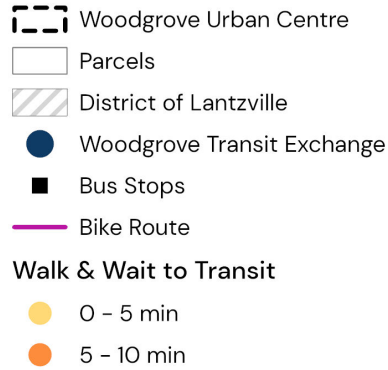 Woodgrove Urban Centre
Parcels
District of Lantzville
Woodgrove Transit Exchange
Bus Stops
Bike Route
Walk & Wait to Transit
0 - 5 min
5 - 10 min